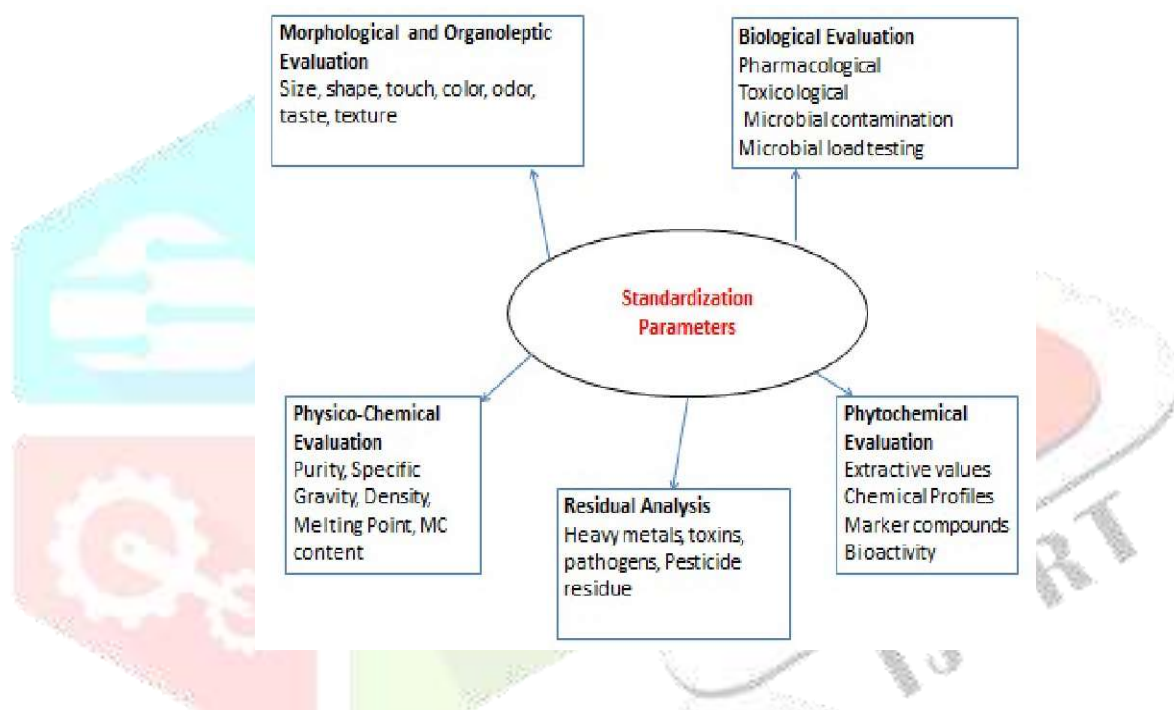 Morphological and Organoleptic
Evaluation
Size, shape, touch, color, odor,
taste, texture
Biological Evaluation
Pharmacological
Toxicological
Microbial contamination
Microbial load testing
Standardization
Parameters
Physico-Chemical
Evaluation
Purity, Specific
Gravity, Density,
Melting Point, MC
content
Residual Analysis
Heavy metals, toxins,
pathogens, Pesticide
residue
Phytochemical
Evaluation
Extractive values
Chemical Profiles
Marker compounds
Bioactivity